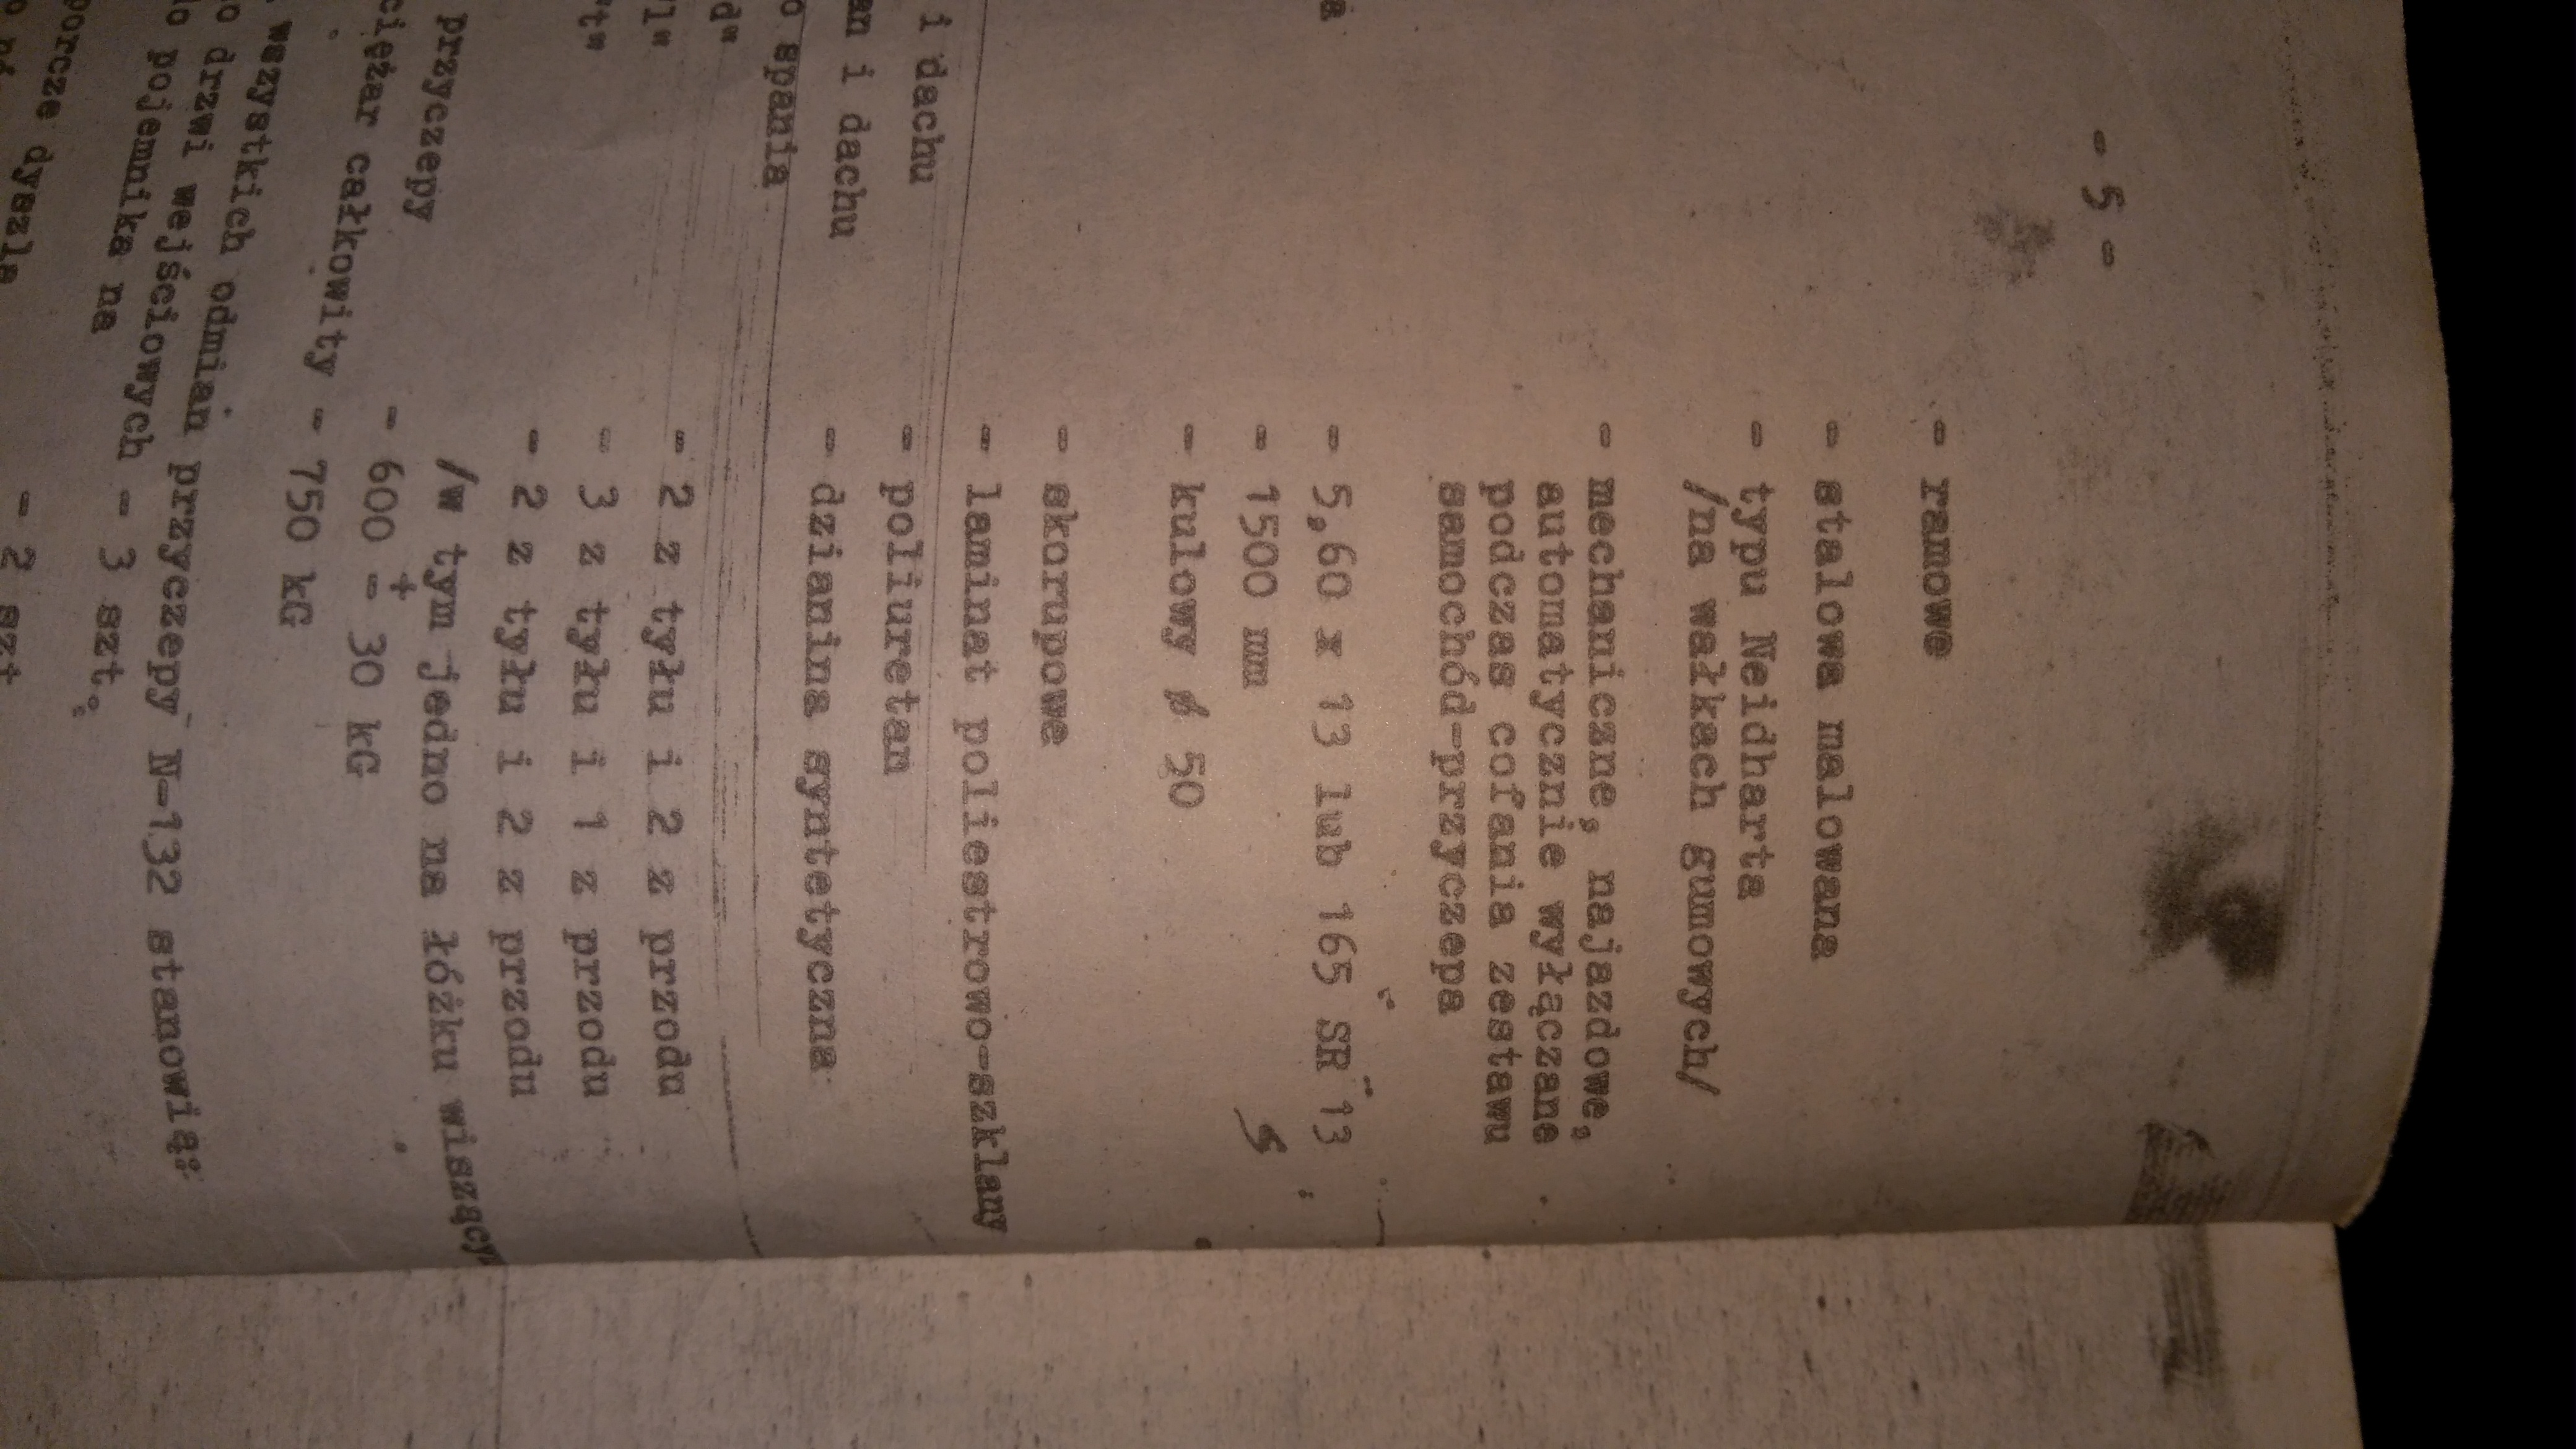 - 5 -
- ramowe
- stalowa malowana
- typu Neidharta
/na wałkach gumowych/
- mechaniczne, najazdowe,
automatycznie wyłączane
podczas cofania zestawu
samochód-przyczepa
- 5,60 x 13 lub 165 SR 13
- 1500 mm
- kulowy ø 50
- skorupowe
i dachu - laminat poliestrowo-szklany
i dachu - poliuretan
spania - dzianina syntetyczna
- 2 z tyłu i 2 z przodu
- 3 z tyłu i 1 z przodu
- 2 z tyłu i 2 z przodu
/w tym jedno na łóżku wiszący
przyczepy - 600 ± 30 kG
ciężar całkowity - 750 kG
wszystkich odmian przyczepy N-132 stanowią:
drzwi wejściowych - 3 szt.
pojemnika na
dyszla - 2 szt